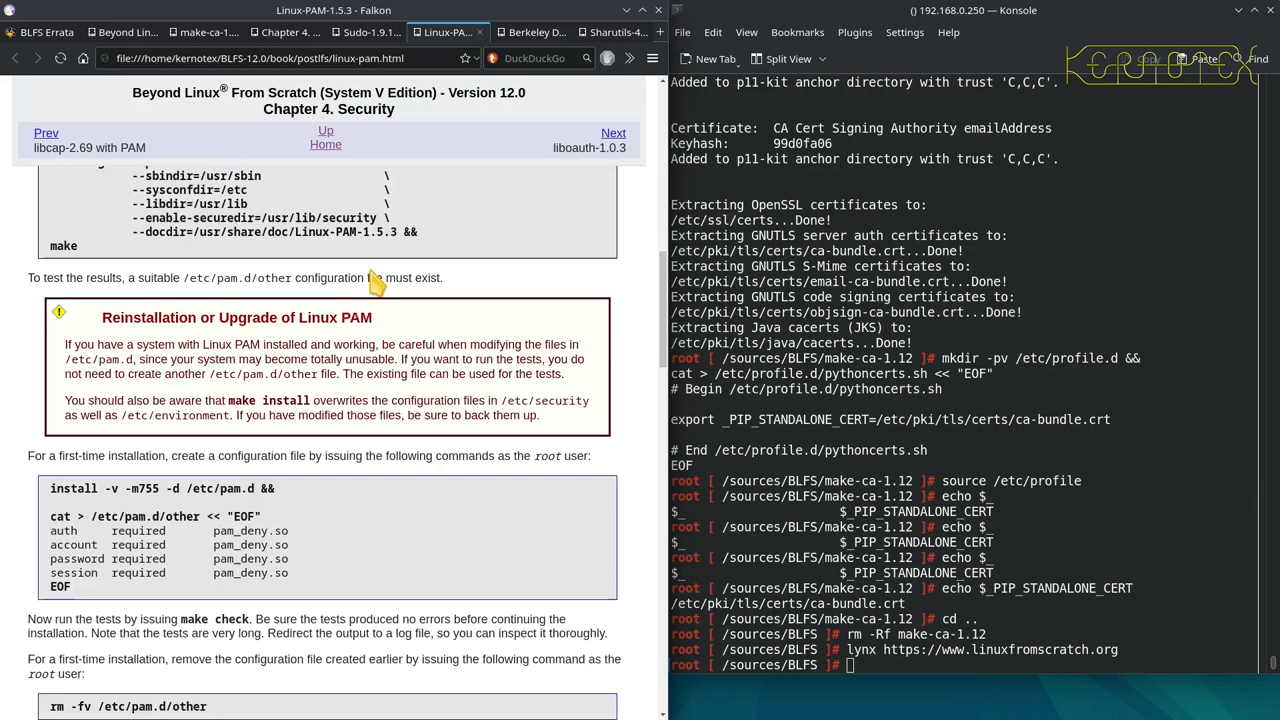 Linux-PAM-1.5.3 - Falkon
BLFS Errata
Beyond Lin...
make-ca-1....
Chapter 4. ...
Sudo-1.9.1...
Linux-PA...
Berkeley D...
Sharutils-4...
file:///home/kernotex/BLFS-12.0/book/postlfs/linux-pam.html
DuckDuckGo
Beyond Linux® From Scratch (System V Edition) - Version 12.0
Chapter 4. Security
Prev
Up
Next
libcap-2.69 with PAM
Home
liboauth-1.0.3
--sbindir=/usr/sbin \
--sysconfdir=/etc \
--libdir=/usr/lib \
--enable-securedir=/usr/lib/security \
--docdir=/usr/share/doc/Linux-PAM-1.5.3 &&
make
To test the results, a suitable /etc/pam.d/other configuration file must exist.
Reinstallation or Upgrade of Linux PAM
If you have a system with Linux PAM installed and working, be careful when modifying the files in
/etc/pam.d, since your system may become totally unusable. If you want to run the tests, you do
not need to create another /etc/pam.d/other file. The existing file can be used for the tests.
You should also be aware that make install overwrites the configuration files in /etc/security
as well as /etc/environment. If you have modified those files, be sure to back them up.
For a first-time installation, create a configuration file by issuing the following commands as the root user:
install -v -m755 -d /etc/pam.d &&
cat > /etc/pam.d/other << "EOF"
auth required pam_deny.so
account required pam_deny.so
password required pam_deny.so
session required pam_deny.so
EOF
Now run the tests by issuing make check. Be sure the tests produced no errors before continuing the
installation. Note that the tests are very long. Redirect the output to a log file, so you can inspect it thoroughly.
For a first-time installation, remove the configuration file created earlier by issuing the following command as the
root user:
rm -fv /etc/pam.d/other
() 192.168.0.250 — Konsole
File Edit View Bookmarks Plugins Settings Help
New Tab
Split View
Copy
Paste
Find
KERNOTEX
Added to p11-kit anchor directory with trust 'C,C,C'.
Certificate: CA Cert Signing Authority emailAddress
Keyhash: 99d0fa06
Added to p11-kit anchor directory with trust 'C,C,C'.
Extracting OpenSSL certificates to:
/etc/ssl/certs...Done!
Extracting GNUTLS server auth certificates to:
/etc/pki/tls/certs/ca-bundle.crt...Done!
Extracting GNUTLS S-Mime certificates to:
/etc/pki/tls/certs/email-ca-bundle.crt...Done!
Extracting GNUTLS code signing certificates to:
/etc/pki/tls/certs/objsign-ca-bundle.crt...Done!
Extracting Java cacerts (JKS) to:
/etc/pki/tls/java/cacerts...Done!
root [ /sources/BLFS/make-ca-1.12 ]# mkdir -pv /etc/profile.d &&
cat > /etc/profile.d/pythoncerts.sh << "EOF"
# Begin /etc/profile.d/pythoncerts.sh
export _PIP_STANDALONE_CERT=/etc/pki/tls/certs/ca-bundle.crt
# End /etc/profile.d/pythoncerts.sh
EOF
root [ /sources/BLFS/make-ca-1.12 ]# source /etc/profile
root [ /sources/BLFS/make-ca-1.12 ]# echo $_
$_ $_PIP_STANDALONE_CERT
root [ /sources/BLFS/make-ca-1.12 ]# echo $_
$_ $_PIP_STANDALONE_CERT
root [ /sources/BLFS/make-ca-1.12 ]# echo $_
$_ $_PIP_STANDALONE_CERT
root [ /sources/BLFS/make-ca-1.12 ]# echo $_PIP_STANDALONE_CERT
/etc/pki/tls/certs/ca-bundle.crt
root [ /sources/BLFS/make-ca-1.12 ]# cd ..
root [ /sources/BLFS ]# rm -Rf make-ca-1.12
root [ /sources/BLFS ]# lynx https://www.linuxfromscratch.org
root [ /sources/BLFS ]#